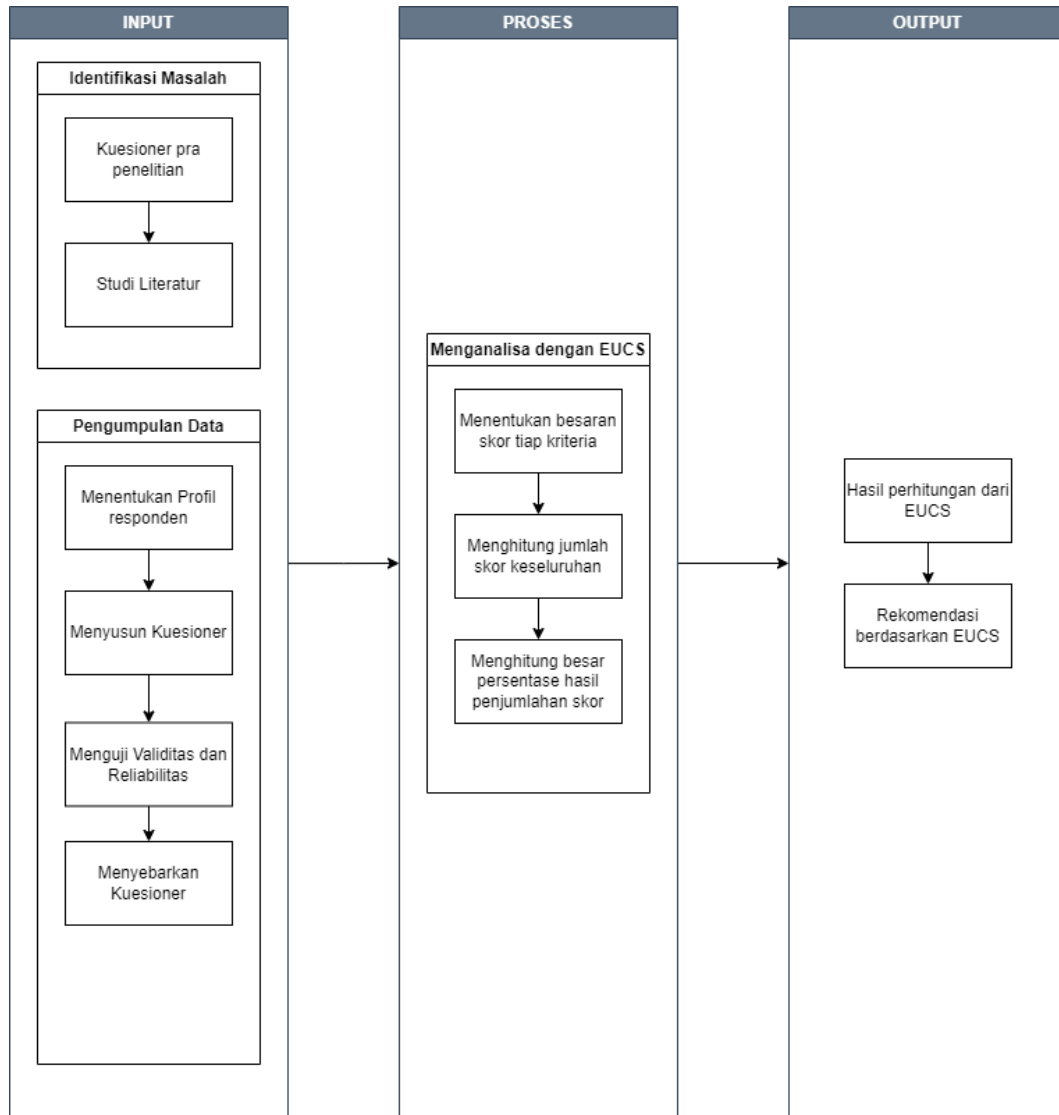 INPUT
Identifikasi Masalah
Kuesioner pra
penelitian
Studi Literatur
Pengumpulan Data
Menentukan Profil
responden
Menyusun Kuesioner
Menguji Validitas dan
Reliabilitas
Menyebarkan
Kuesioner
PROSES
Menganalisa dengan EUCS
Menentukan besaran
skor tiap kriteria
Menghitung jumlah
skor keseluruhan
Menghitung besar
persentase hasil
penjumlahan skor
OUTPUT
Hasil perhitungan dari
EUCS
Rekomendasi
berdasarkan EUCS